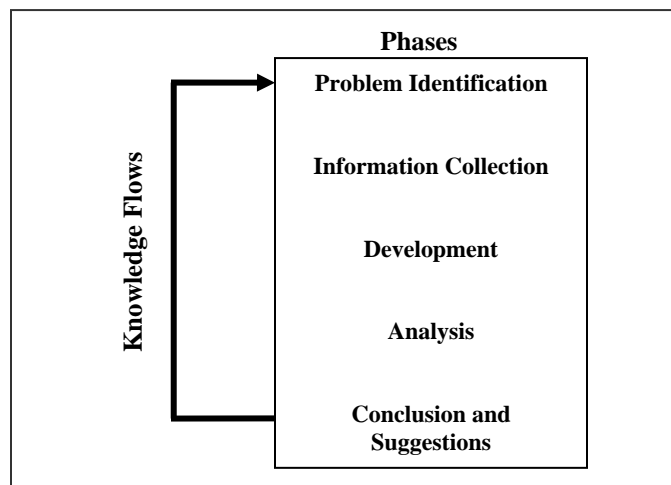 Phases
Problem Identification
Information Collection
Development
Analysis
Conclusion and
Suggestions
Knowledge Flows